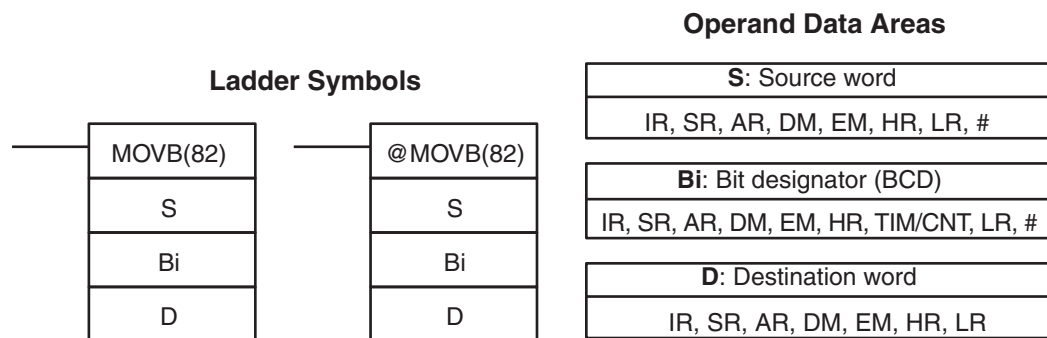 Operand Data Areas
Ladder Symbols
S: Source word
IR, SR, AR, DM, EM, HR, LR, #
MOVB(82)
@MOVB(82)
Bi: Bit designator (BCD)
S
S
IR, SR, AR, DM, EM, HR, TIM/CNT, LR, #
Bi
Bi
D: Destination word
D
D
IR, SR, AR, DM, EM, HR, LR